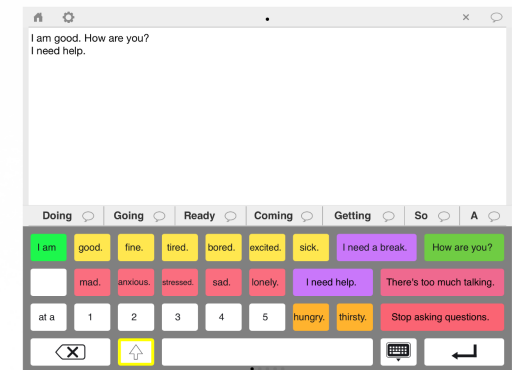 I am good. How are you?
I need help.
Doing Going Ready Coming Getting So A
I am good. fine. tired. bored. excited. sick. I need a break. How are you?
mad. anxious. stressed. sad. lonely. I need help. There's too much talking.
at a 1 2 3 4 5 hungry. thirsty. Stop asking questions.